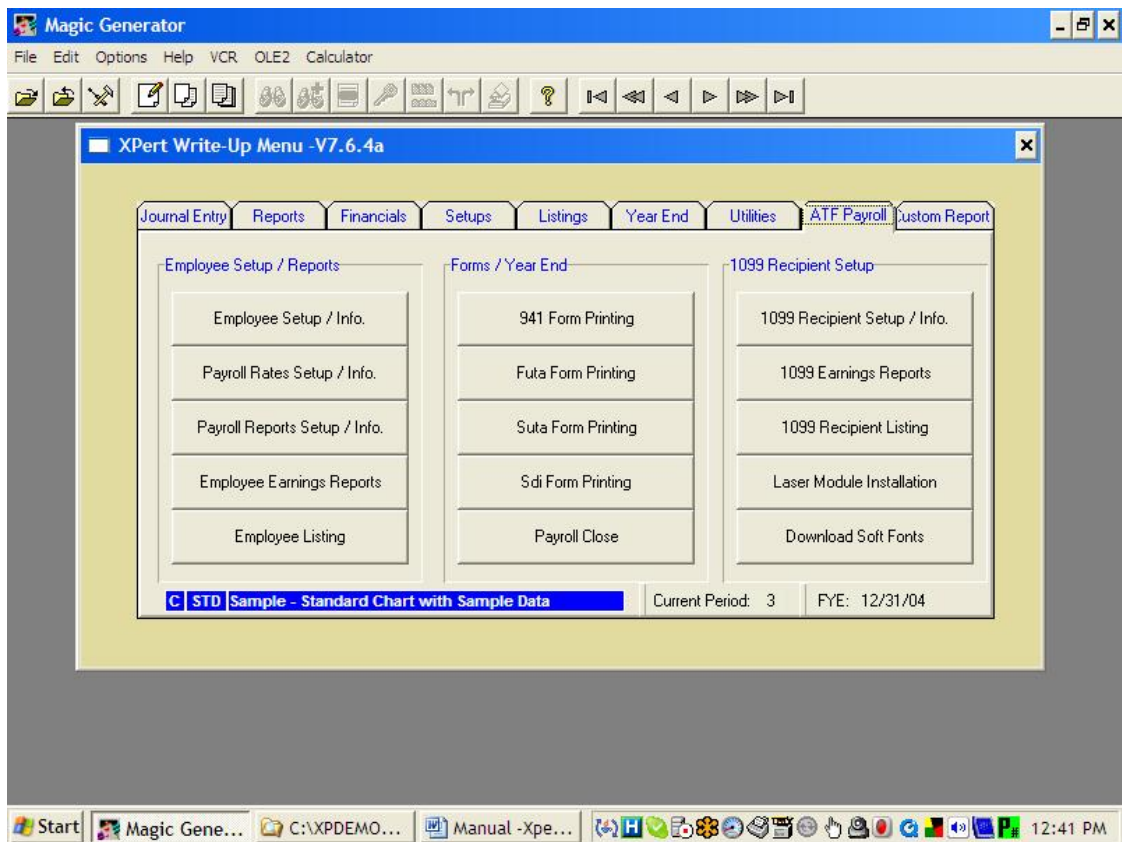 Magic Generator
File Edit Options Help VCR OLE2 Calculator
XPert Write-Up Menu -V7.6.4a
Journal Entry Reports Financials Setups Listings Year End Utilities ATF Payroll Custom Report
Employee Setup / Reports Forms / Year End 1099 Recipient Setup
Employee Setup / Info. 941 Form Printing 1099 Recipient Setup / Info.
Payroll Rates Setup / Info. Futa Form Printing 1099 Earnings Reports
Payroll Reports Setup / Info. Suta Form Printing 1099 Recipient Listing
Employee Earnings Reports Sdi Form Printing Laser Module Installation
Employee Listing Payroll Close Download Soft Fonts
C STD Sample - Standard Chart with Sample Data Current Period: 3 FYE: 12/31/04
Start Magic Gene... C:\XPDEMO... Manual -Xpe... 12:41 PM